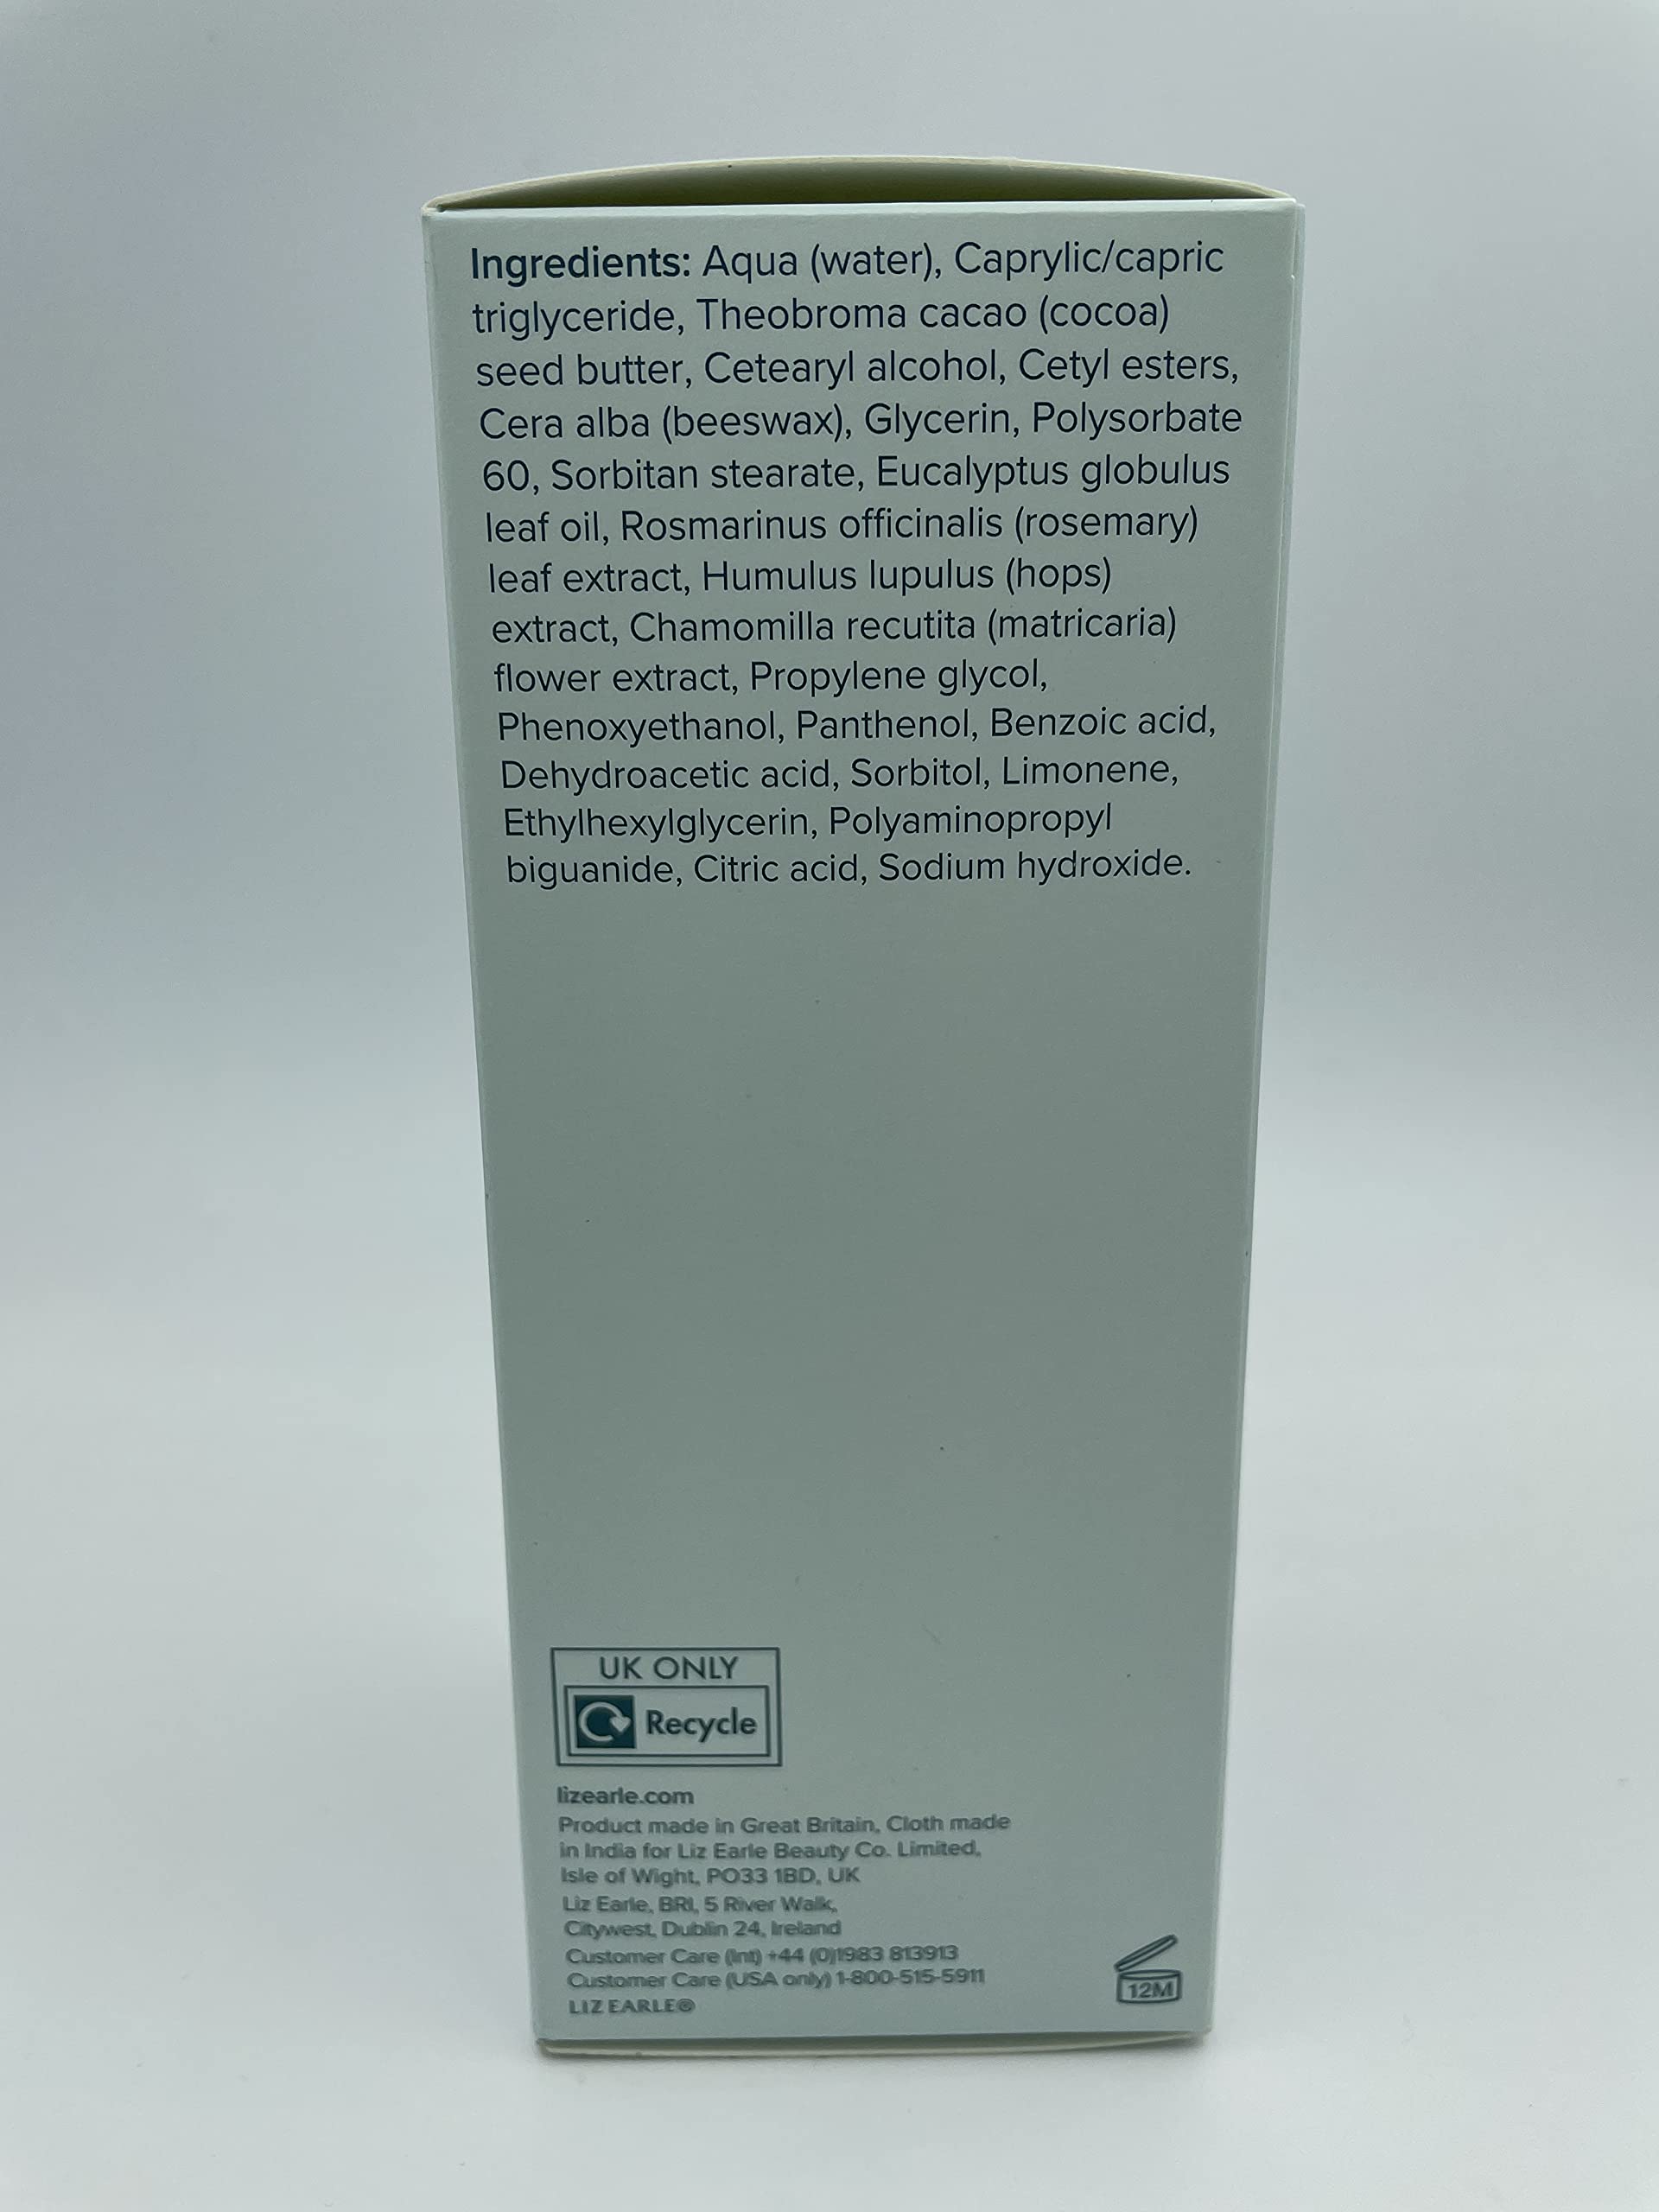 Ingredients: Aqua (water), Caprylic/capric
triglyceride, Theobroma cacao (cocoa)
seed butter, Cetearyl alcohol, Cetyl esters,
Cera alba (beeswax), Glycerin, Polysorbate
60, Sorbitan stearate, Eucalyptus globulus
leaf oil, Rosmarinus officinalis (rosemary)
leaf extract, Humulus lupulus (hops)
extract, Chamomilla recutita (matricaria)
flower extract, Propylene glycol,
Phenoxyethanol, Panthenol, Benzoic acid,
Dehydroacetic acid, Sorbitol, Limonene,
Ethylhexylglycerin, Polyaminopropyl
biguanide, Citric acid, Sodium hydroxide.
UK ONLY
Recycle
lizearle.com
Product made in Great Britain, Cloth made
in India for Liz Earle Beauty Co. Limited,
Isle of Wight, PO33 1BD, UK
Liz Earle, BRI, 5 River Walk,
Citywest, Dublin 24, Ireland
Customer Care (Int) +44 (0)1983 813913
Customer Care (USA only) 1-800-515-5911
LIZ EARLE®
12M